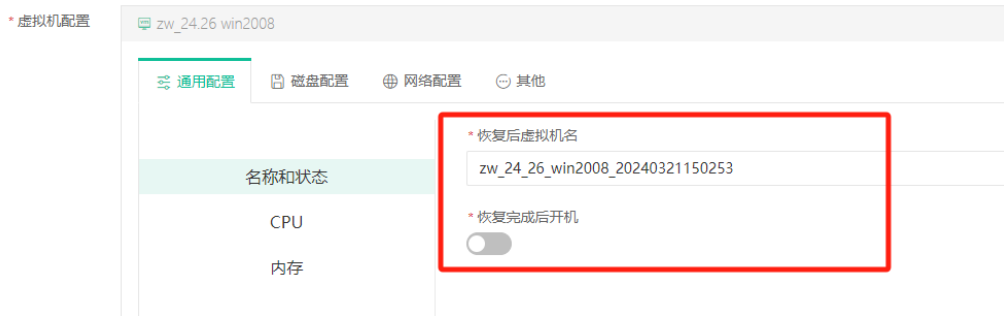 * 虚拟机配置
zw_24.26 win2008
通用配置 磁盘配置 网络配置 其他
* 恢复后虚拟机名
名称和状态
zw_24_26_win2008_20240321150253
CPU
* 恢复完成后开机
内存